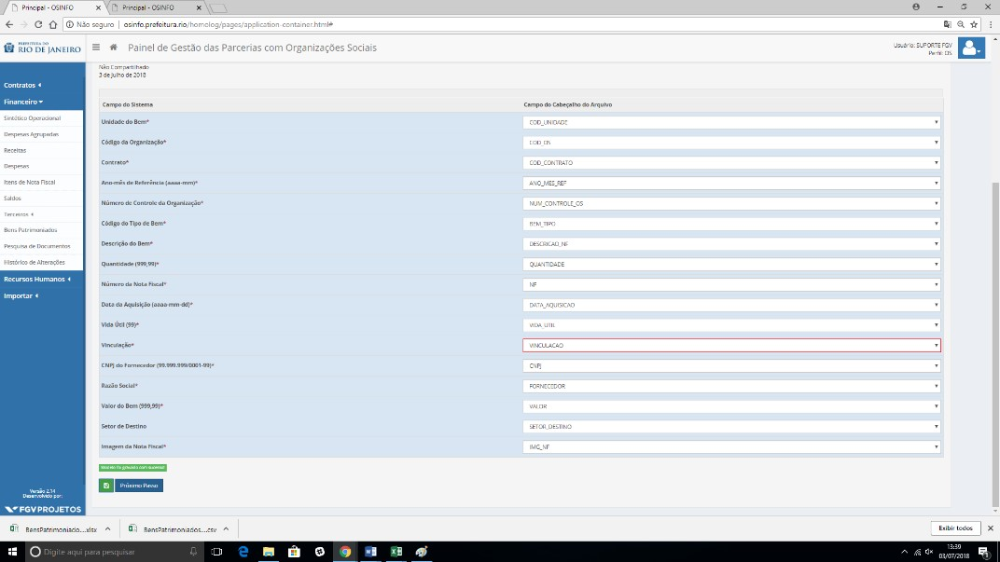 Principal - OSINFO
Principal - OSINFO
Não seguro | osinfo.prefeitura.rio/homolog/pages/application-container.html#
PREFEITURA DO
RIO DE JANEIRO
Painel de Gestão das Parcerias com Organizações Sociais
Usuário: SUPORTE FGV
Perfil: OS
Não Compartilhado
3 de julho de 2018
Contratos
Financeiro
Sintético Operacional
Despesas Agrupadas
Receitas
Despesas
Itens de Nota Fiscal
Saldos
Terceiros
Bens Patrimoniados
Pesquisa de Documentos
Histórico de Alterações
Recursos Humanos
Importar
Versão 2.14
Desenvolvido por:
FGV PROJETOS
Campo do Sistema Campo do Cabeçalho do Arquivo
Unidade do Bem* COD_UNIDADE
Código da Organização* COD_OS
Contrato* COD_CONTRATO
Ano-mês de Referência (aaaa-mm)* ANO_MES_REF
Número de Controle da Organização* NUM_CONTROLE_OS
Código do Tipo de Bem* BEM_TIPO
Descrição do Bem* DESCRICAO_NF
Quantidade (999,99)* QUANTIDADE
Número da Nota Fiscal* NF
Data da Aquisição (aaaa-mm-dd)* DATA_AQUISICAO
Vida Útil (99)* VIDA_UTIL
Vinculação* VINCULACAO
CNPJ do Fornecedor (99.999.999/0001-99)* CNPJ
Razão Social* FORNECEDOR
Valor do Bem (999,99)* VALOR
Setor de Destino SETOR_DESTINO
Imagem da Nota Fiscal* IMG_NF
Modelo foi gravado com sucesso!
Próximo Passo
BensPatrimoniado....xlsx
BensPatrimoniados....csv
Exibir todos
Digite aqui para pesquisar
13:39
03/07/2018